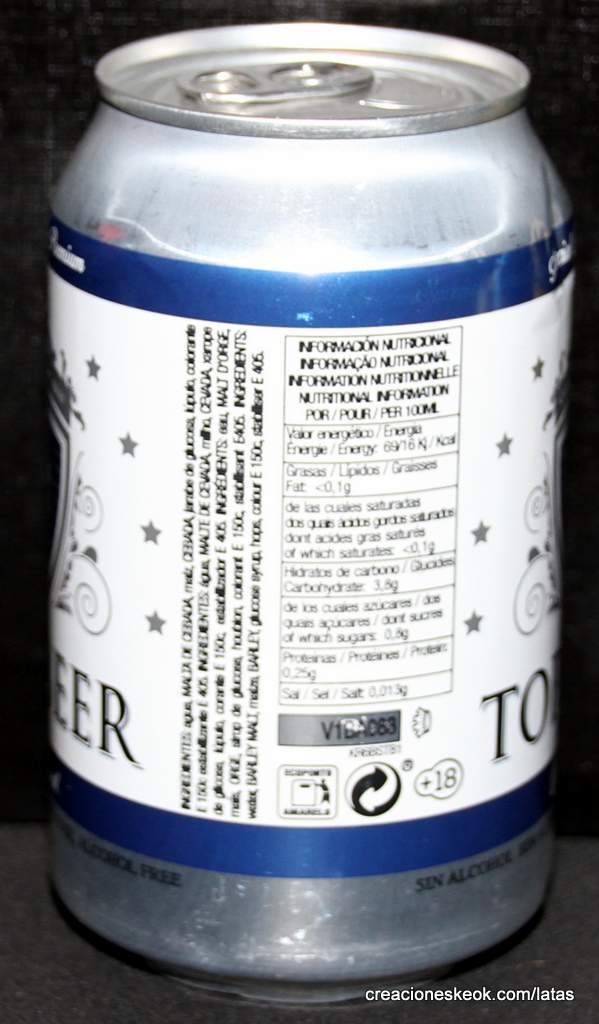 Premium
EER
ALCOHOL FREE
INGREDIENTES: agua, MALTA DE CEBADA, maíz, CEBADA, jarabe de glucosa, lúpulo, colorante
E 150c, estabilizante E 405. INGREDIENTES: água, MALTE DE CEVADA, milho, CEVADA, xarope
de glicose, lúpulo, corante E 150c, estabilizador E 405. INGRÉDIENTS: eau, MALT D'ORGE,
maïs, ORGE, sirop de glucose, houblon, colorant E 150c, stabilisant E405. INGREDIENTS:
water, BARLEY MALT, maize, BARLEY, glucose syrup, hops, colour E 150c, stabiliser E 405.
INFORMACIÓN NUTRICIONAL
INFORMAÇÃO NUTRICIONAL
INFORMATION NUTRITIONNELLE
NUTRITIONAL INFORMATION
POR / POUR / PER 100ML
Valor energético / Energia
Énergie / Energy: 69/16 Kj / Kcal
Grasas / Lípidos / Graisses
Fat: <0,1g
de las cuales saturadas
dos quais ácidos gordos saturados
dont acides gras saturés
of which saturates: <0,1g
Hidratos de carbono / Glucides
Carbohydrate: 3,8g
de los cuales azúcares / dos
quais açúcares / dont sucres
of which sugars: 0,8g
Proteínas / Protéines / Protein:
0,25g
Sal / Sel / Salt: 0,013g
V1BA063
ECOPONTO
AMARELO
®
+18
TO
SIN ALCOHOL
creacioneskeok.com/latas